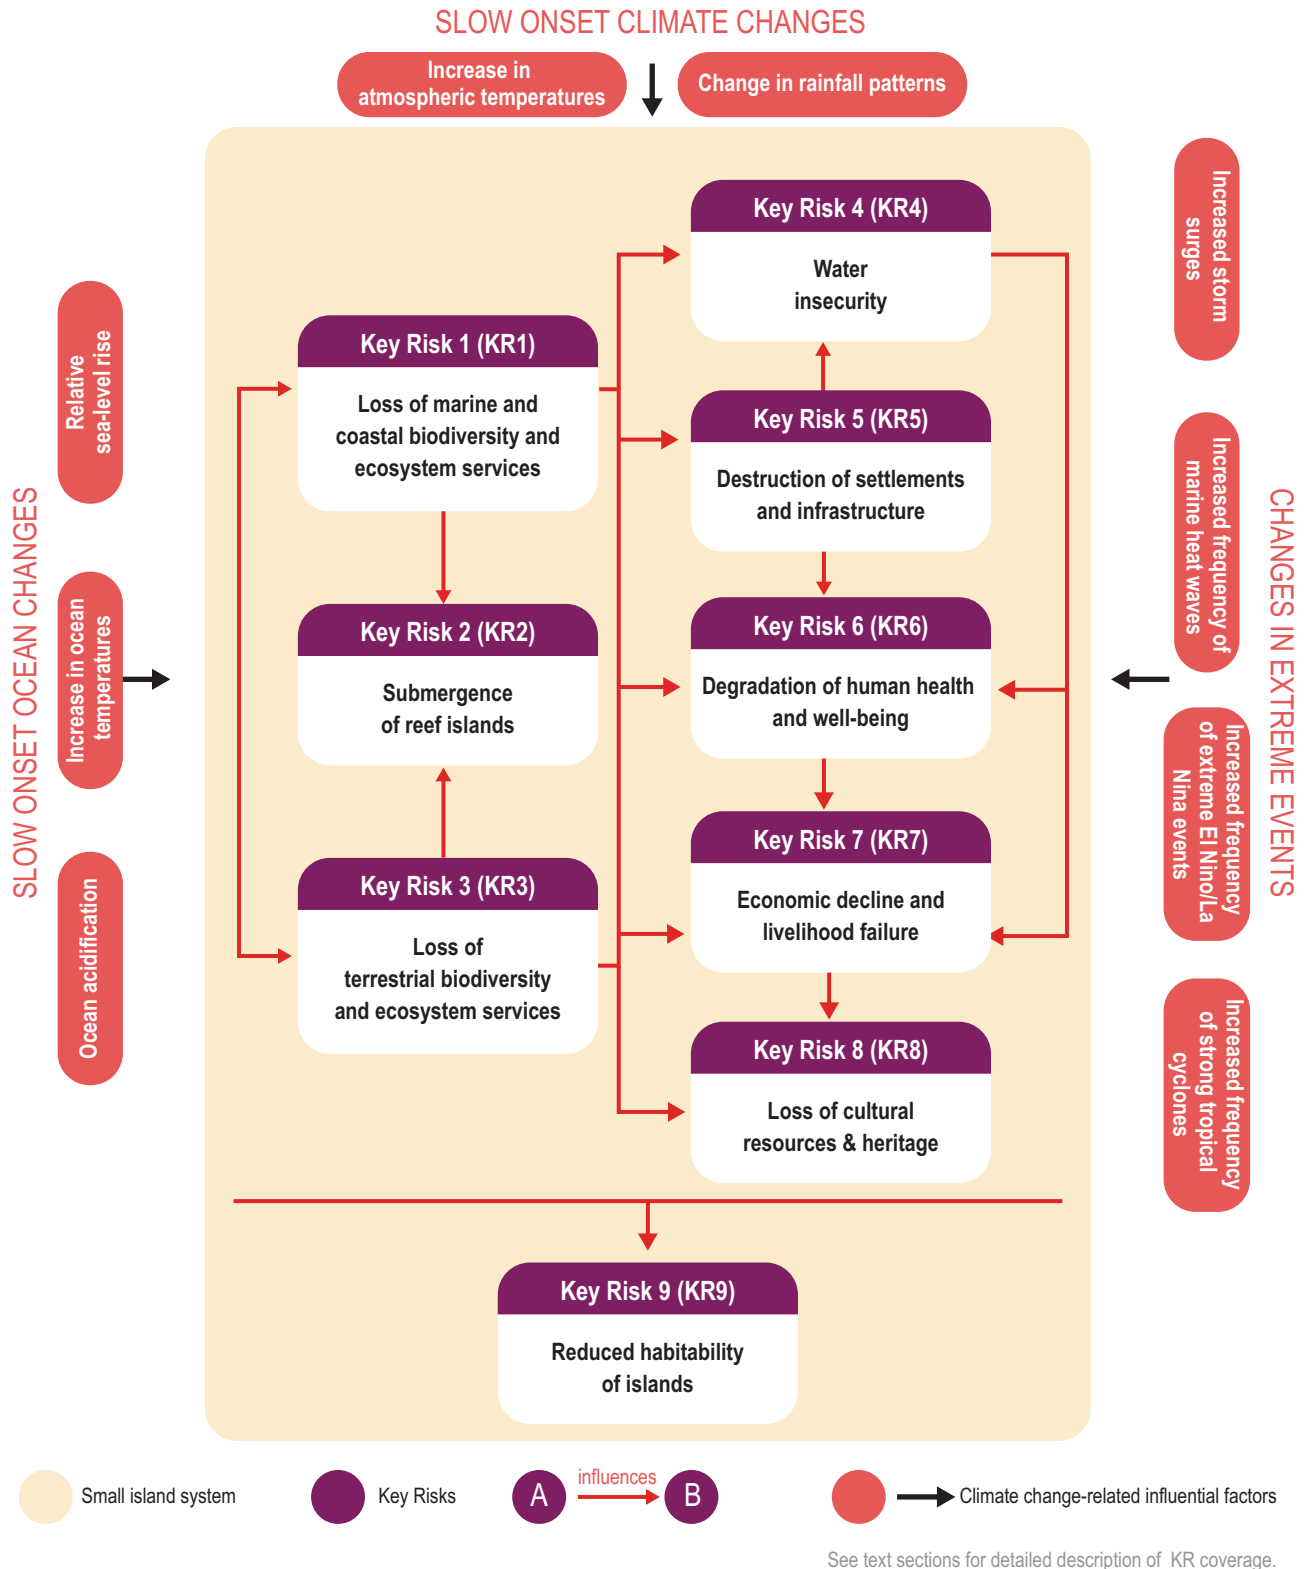 SLOW ONSET CLIMATE CHANGES
Increase in
atmospheric temperatures
Change in rainfall patterns
SLOW ONSET OCEAN CHANGES
Relative
sea-level rise
Increase in ocean
temperatures
Ocean acidification
Key Risk 1 (KR1)
Loss of marine and
coastal biodiversity and
ecosystem services
Key Risk 2 (KR2)
Submergence
of reef islands
Key Risk 3 (KR3)
Loss of
terrestrial biodiversity
and ecosystem services
Key Risk 4 (KR4)
Water
insecurity
Key Risk 5 (KR5)
Destruction of settlements
and infrastructure
Key Risk 6 (KR6)
Degradation of human health
and well-being
Key Risk 7 (KR7)
Economic decline and
livelihood failure
Key Risk 8 (KR8)
Loss of cultural
resources & heritage
Key Risk 9 (KR9)
Reduced habitability
of islands
CHANGES IN EXTREME EVENTS
Increased storm
surges
Increased frequency of
marine heat waves
Increased frequency
of extreme El Nino/La
Nina events
Increased frequency
of strong tropical
cyclones
Small island system
Key Risks
A
influences
B
Climate change-related influential factors
See text sections for detailed description of KR coverage.